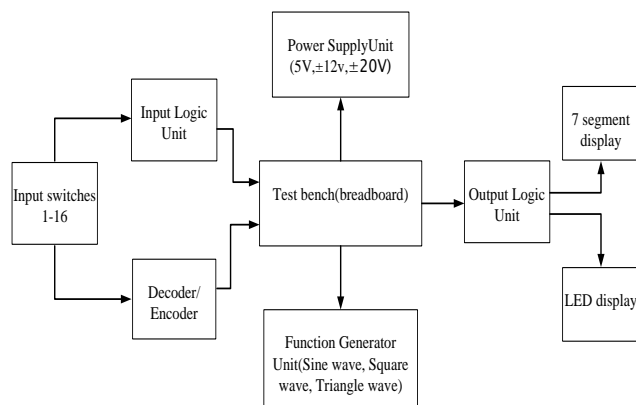 Power SupplyUnit
(5V,±12v,±20V)
Input Logic
Unit
7 segment
display
Input switches
1-16
Test bench(breadboard)
Output Logic
Unit
Decoder/
Encoder
LED display
Function Generator
Unit(Sine wave, Square
wave, Triangle wave)